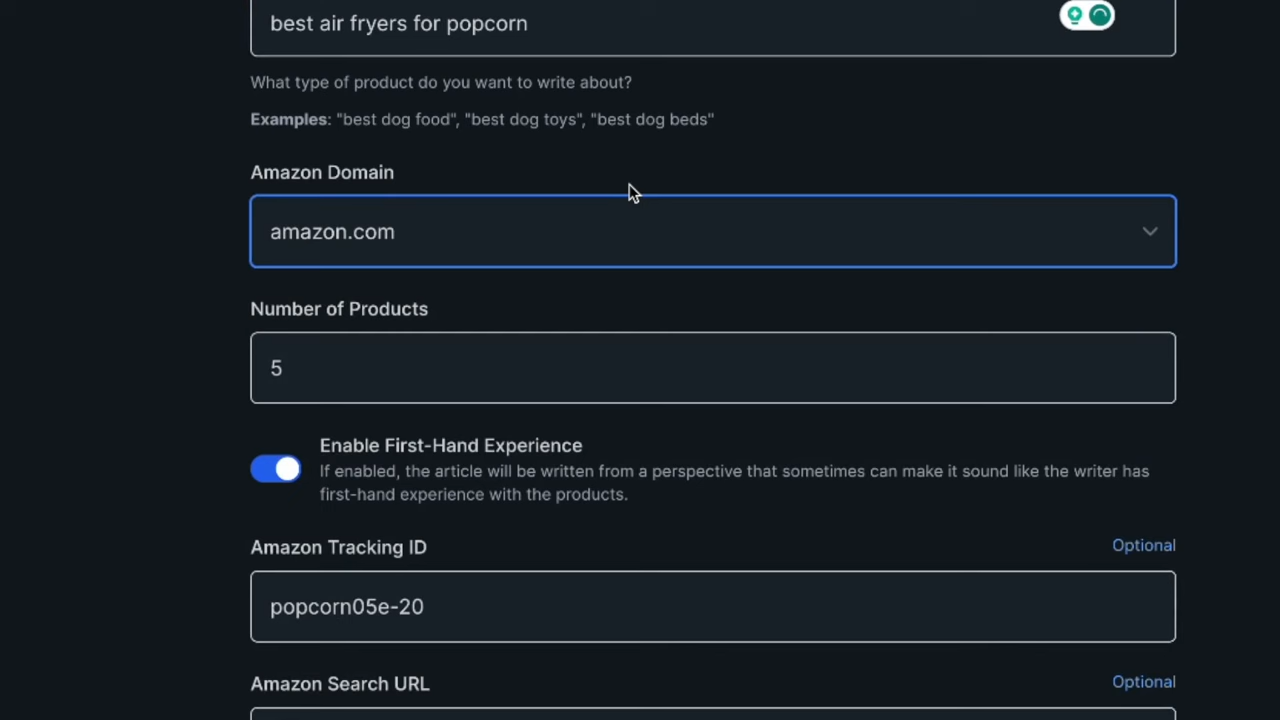 best air fryers for popcorn
What type of product do you want to write about?
Examples: "best dog food", "best dog toys", "best dog beds"
Amazon Domain
amazon.com
Number of Products
5
Enable First-Hand Experience
If enabled, the article will be written from a perspective that sometimes can make it sound like the writer has
first-hand experience with the products.
Amazon Tracking ID
Optional
popcorn05e-20
Amazon Search URL
Optional